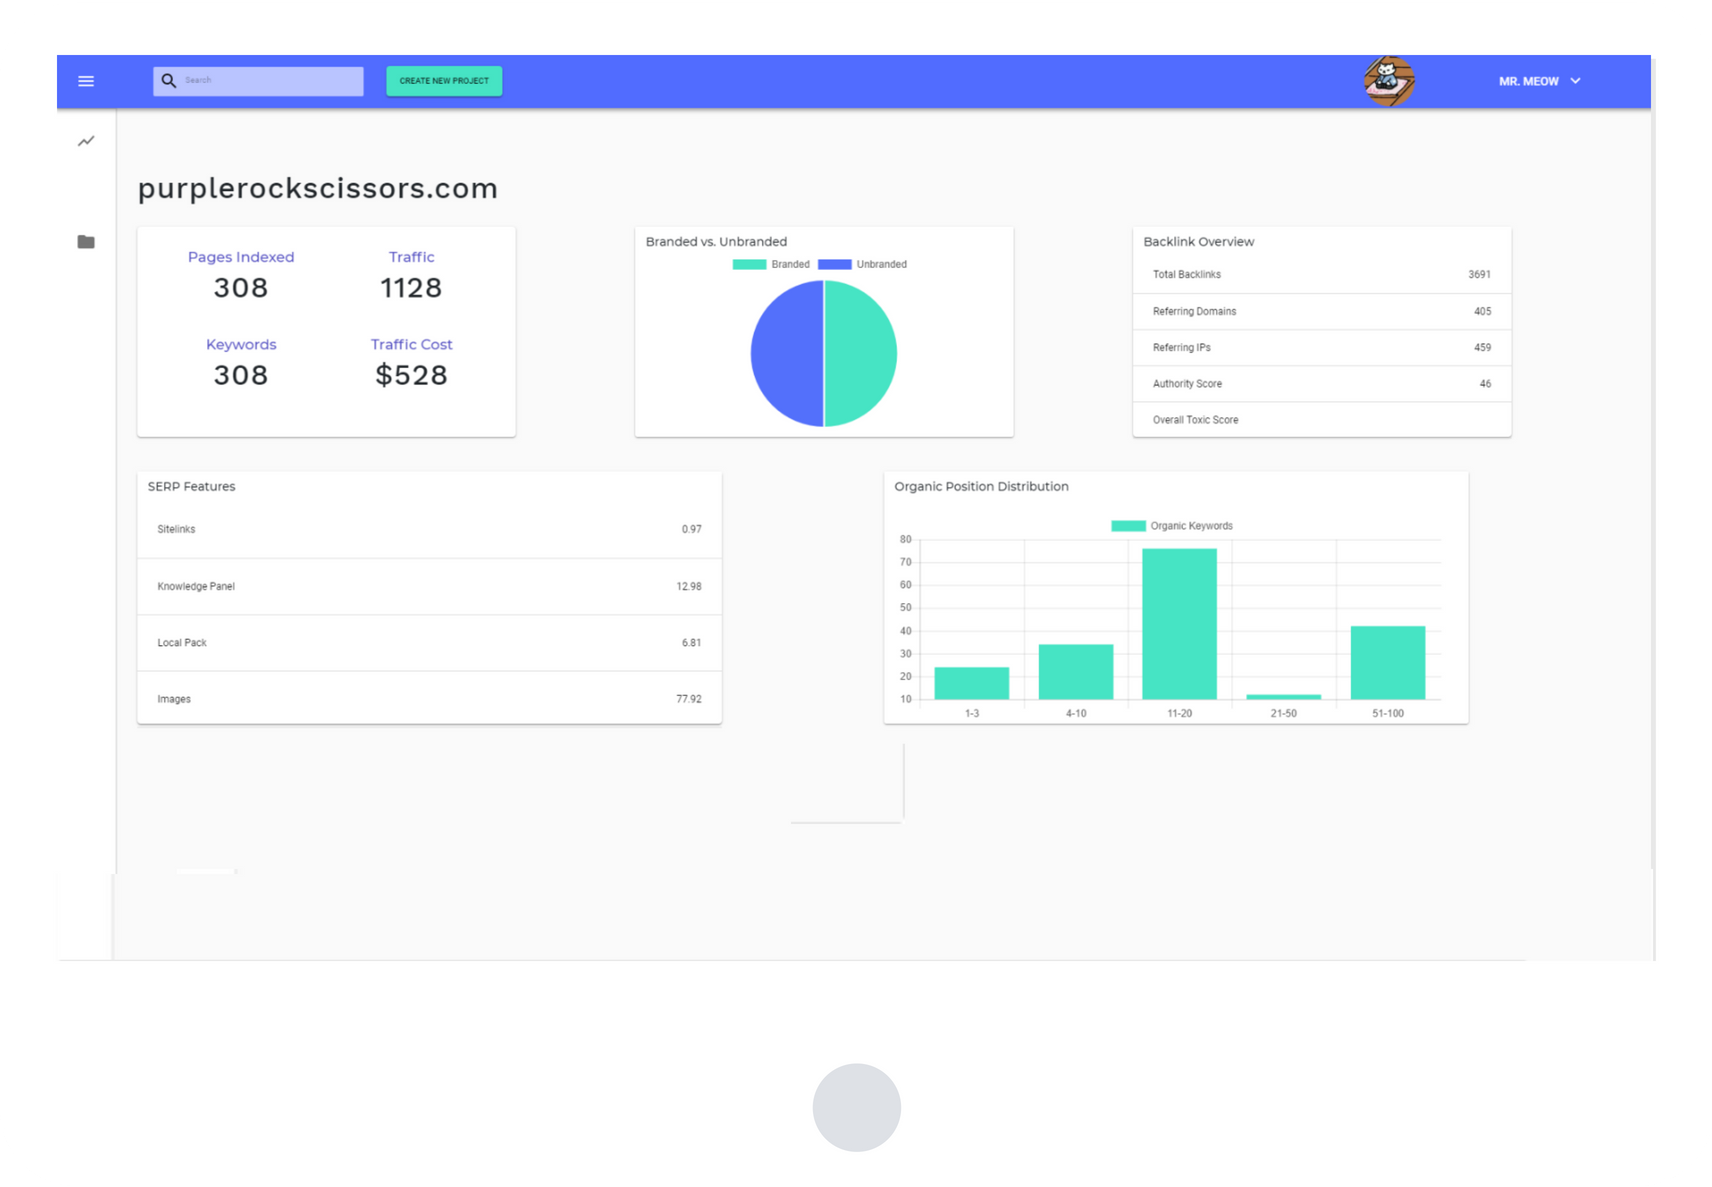 Search
CREATE NEW PROJECT
MR. MEOW
purplerockscissors.com
Pages Indexed
308
Traffic
1128
Keywords
308
Traffic Cost
$528
Branded vs. Unbranded
Branded
Unbranded
Backlink Overview
Total Backlinks 3691
Referring Domains 405
Referring IPs 459
Authority Score 46
Overall Toxic Score
SERP Features
Sitelinks 0.97
Knowledge Panel 12.98
Local Pack 6.81
Images 77.92
Organic Position Distribution
Organic Keywords
80
70
60
50
40
30
20
10
1-3 4-10 11-20 21-50 51-100